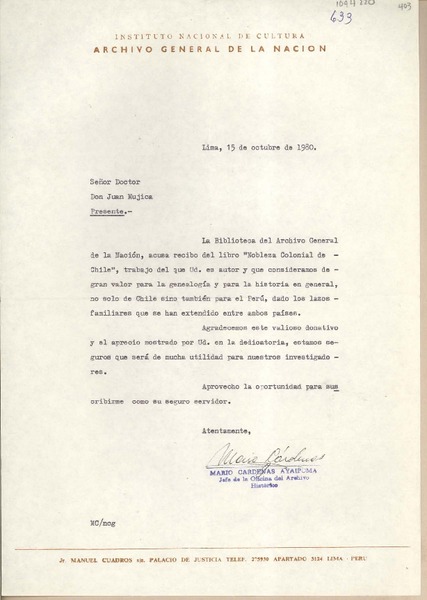 403
633
INSTITUTO NACIONAL DE CULTURA
ARCHIVO GENERAL DE LA NACION
Lima, 15 de octubre de 1980.
Señor Doctor
Don Juan Mujica
Presente.-
La Biblioteca del Archivo General
de la Nación, acusa recibo del libro "Nobleza Colonial de -
Chile", trabajo del que Ud. es autor y que consideramos de-
gran valor para la genealogía y para la historia en general,
no solo de Chile sino también para el Perú, dado los lazos-
familiares que se han extendido entre ambos países.
Agradecemos este valioso donativo
y el aprecio mostrado por Ud. en la dedicatoria, estamos se-
guros que será de mucha utilidad para nuestros investigado -
res.
Aprovecho la oportunidad para sus
cribirme como su seguro servidor.
Atentamente,
Mario Cárdenas
MARIO CARDENAS AYAIPOMA
Jefe de la Oficina del Archivo
Histórico
MC/mcg
Jr. MANUEL CUADROS s/n. PALACIO DE JUSTICIA TELEF. 275930 APARTADO 3124 LIMA - PERU